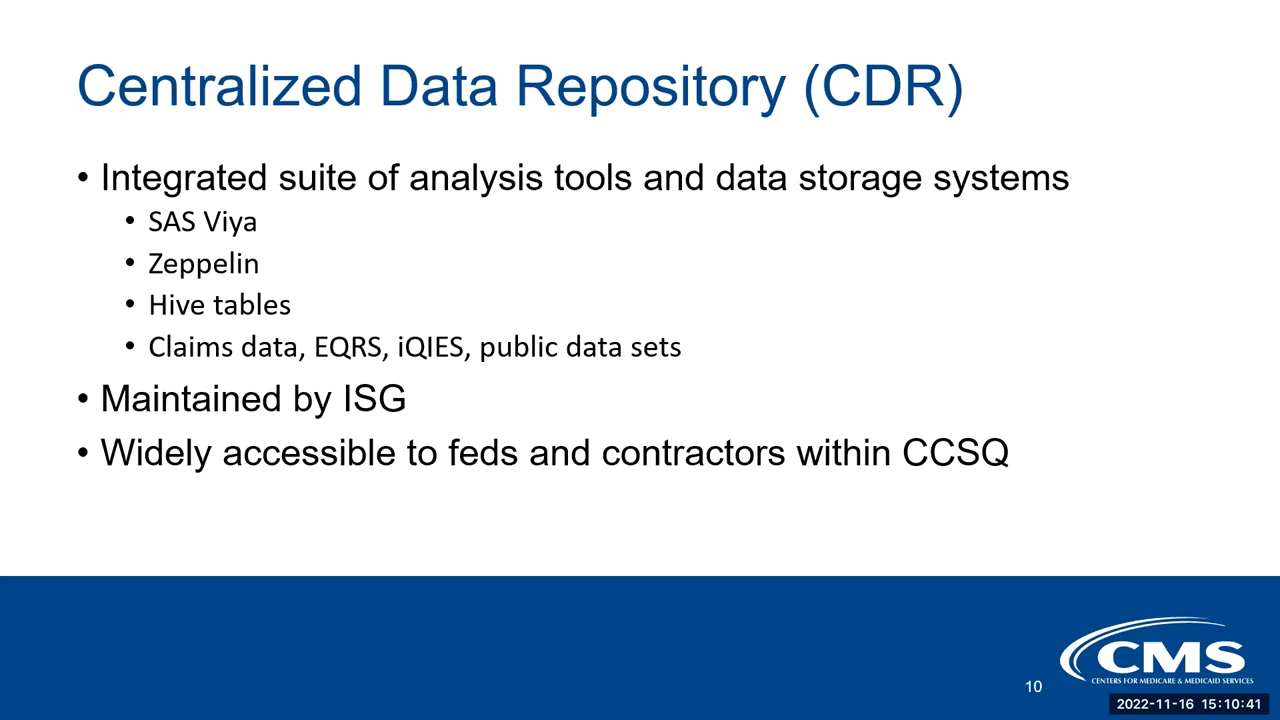 Centralized Data Repository (CDR)
• Integrated suite of analysis tools and data storage systems
• SAS Viya
• Zeppelin
• Hive tables
• Claims data, EQRS, iQIES, public data sets
• Maintained by ISG
• Widely accessible to feds and contractors within CCSQ
CMS
CENTERS FOR MEDICARE & MEDICAID SERVICES
10
2022-11-16 15:10:41